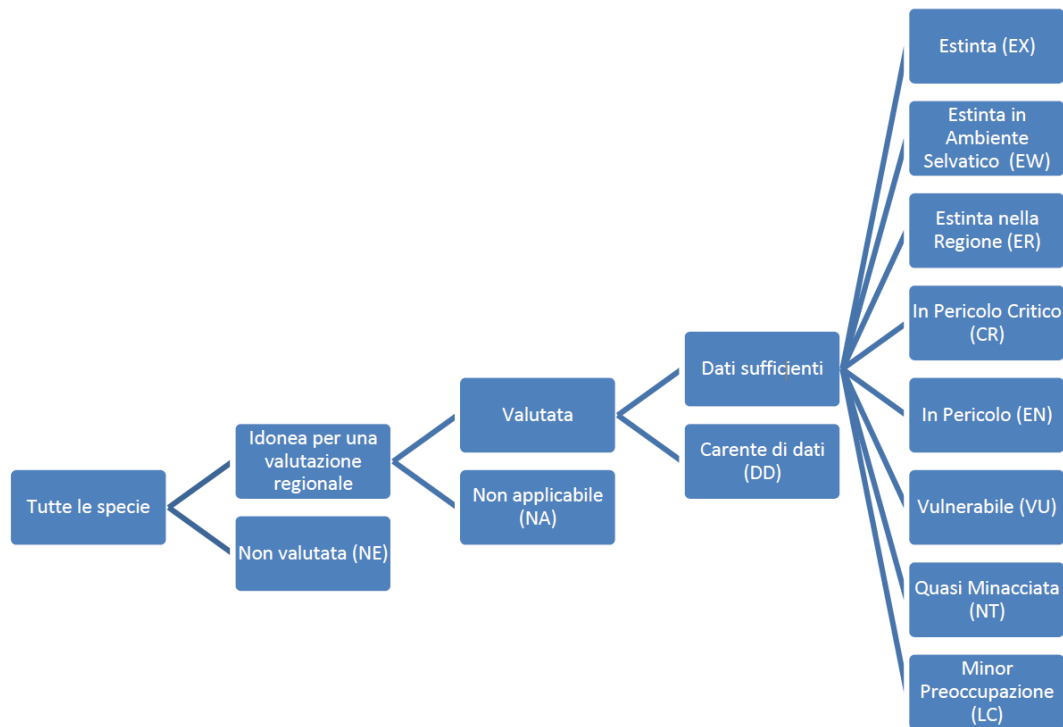 Tutte le specie
Idonea per una
valutazione
regionale
Non valutata (NE)
Valutata
Non applicabile
(NA)
Dati sufficienti
Carente di dati
(DD)
Estinta (EX)
Estinta in
Ambiente
Selvatico (EW)
Estinta nella
Regione (ER)
In Pericolo Critico
(CR)
In Pericolo (EN)
Vulnerabile (VU)
Quasi Minacciata
(NT)
Minor
Preoccupazione
(LC)